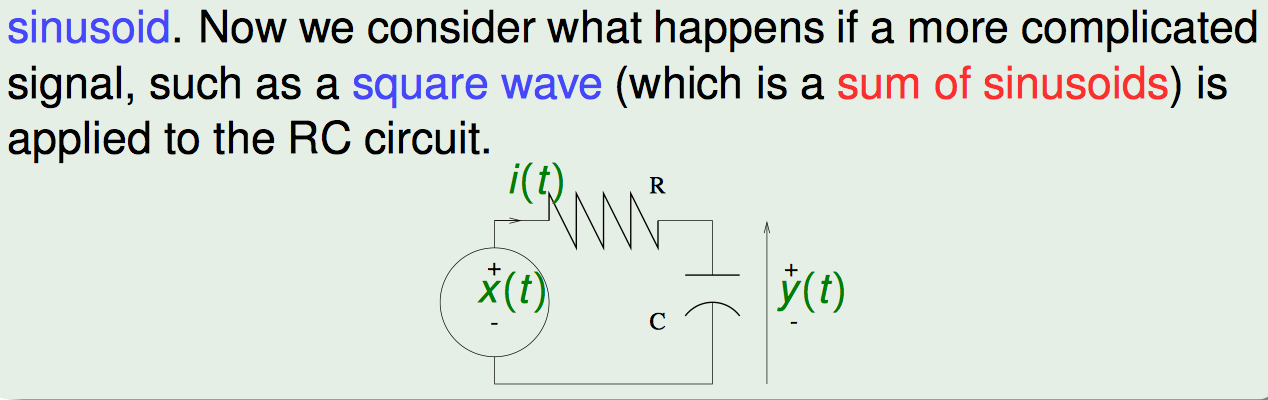 sinusoid. Now we consider what happens if a more complicated
signal, such as a square wave (which is a sum of sinusoids) is
applied to the RC circuit.
i(t)
R
+
x(t)
-
C
+
y(t)
-